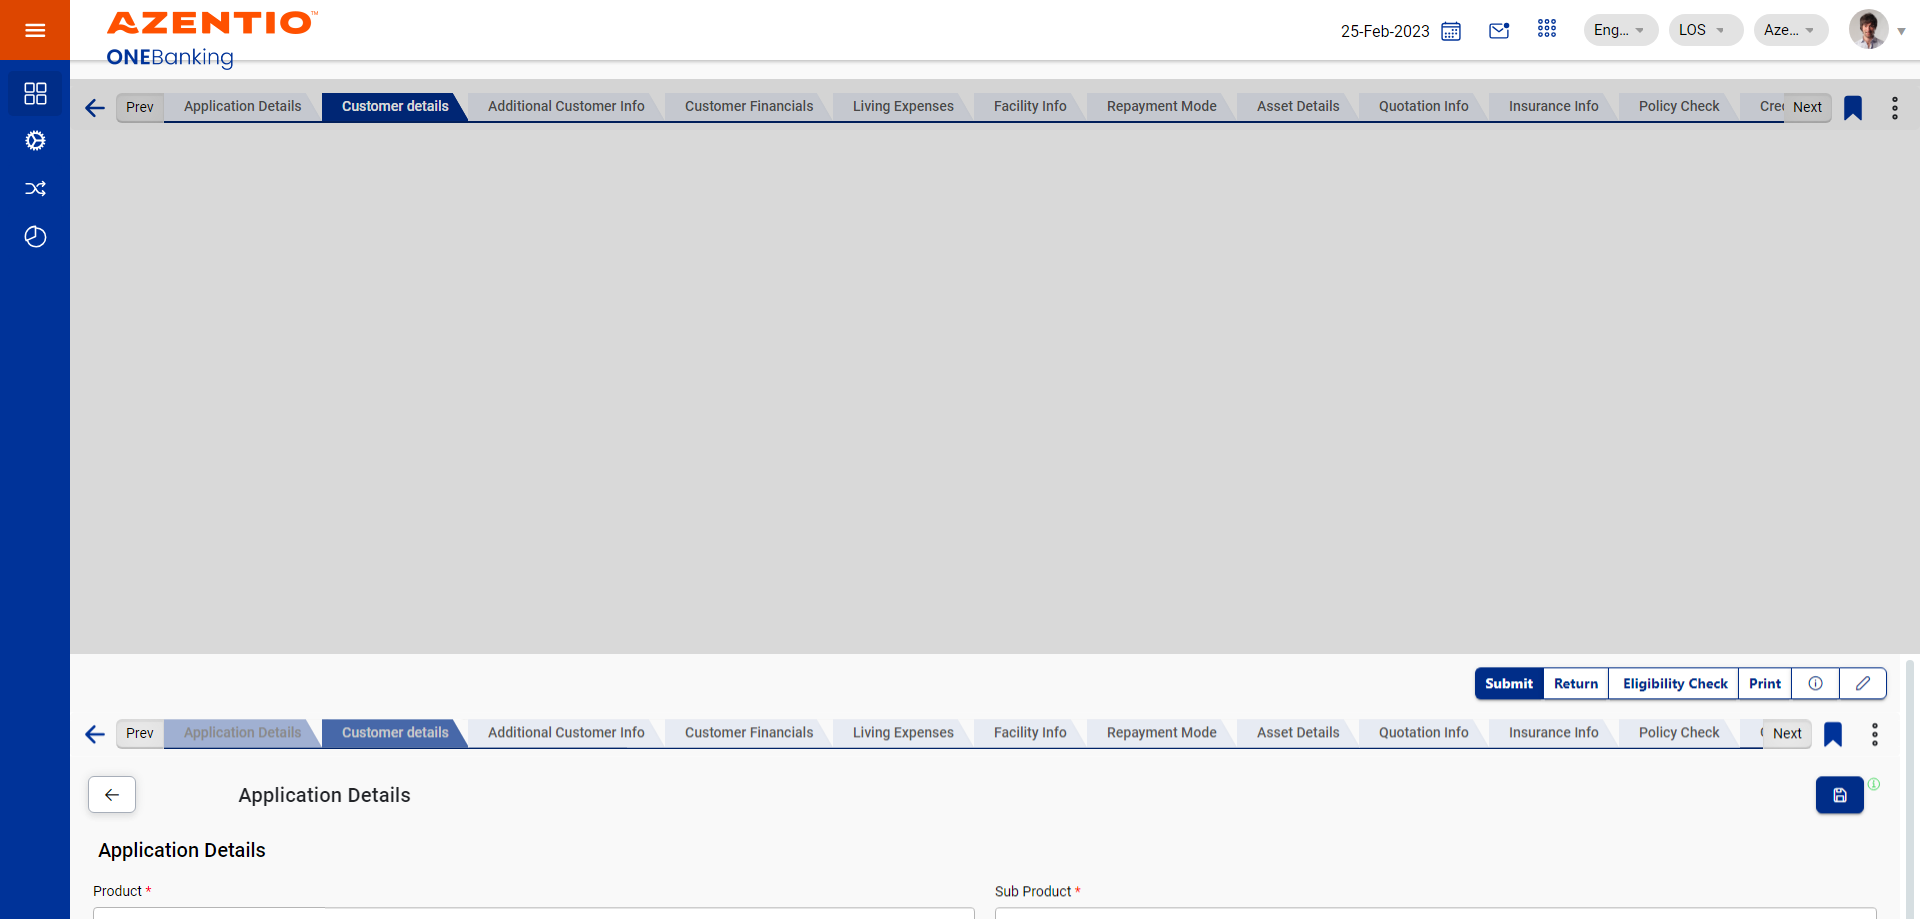 AZENTIO™
ONEBanking
25-Feb-2023
Eng...
LOS
Aze...
Prev
Application Details
Customer details
Additional Customer Info
Customer Financials
Living Expenses
Facility Info
Repayment Mode
Asset Details
Quotation Info
Insurance Info
Policy Check
Next
Submit
Return
Eligibility Check
Print
Prev
Application Details
Customer details
Additional Customer Info
Customer Financials
Living Expenses
Facility Info
Repayment Mode
Asset Details
Quotation Info
Insurance Info
Policy Check
Next
Application Details
Application Details
Product *
Sub Product *